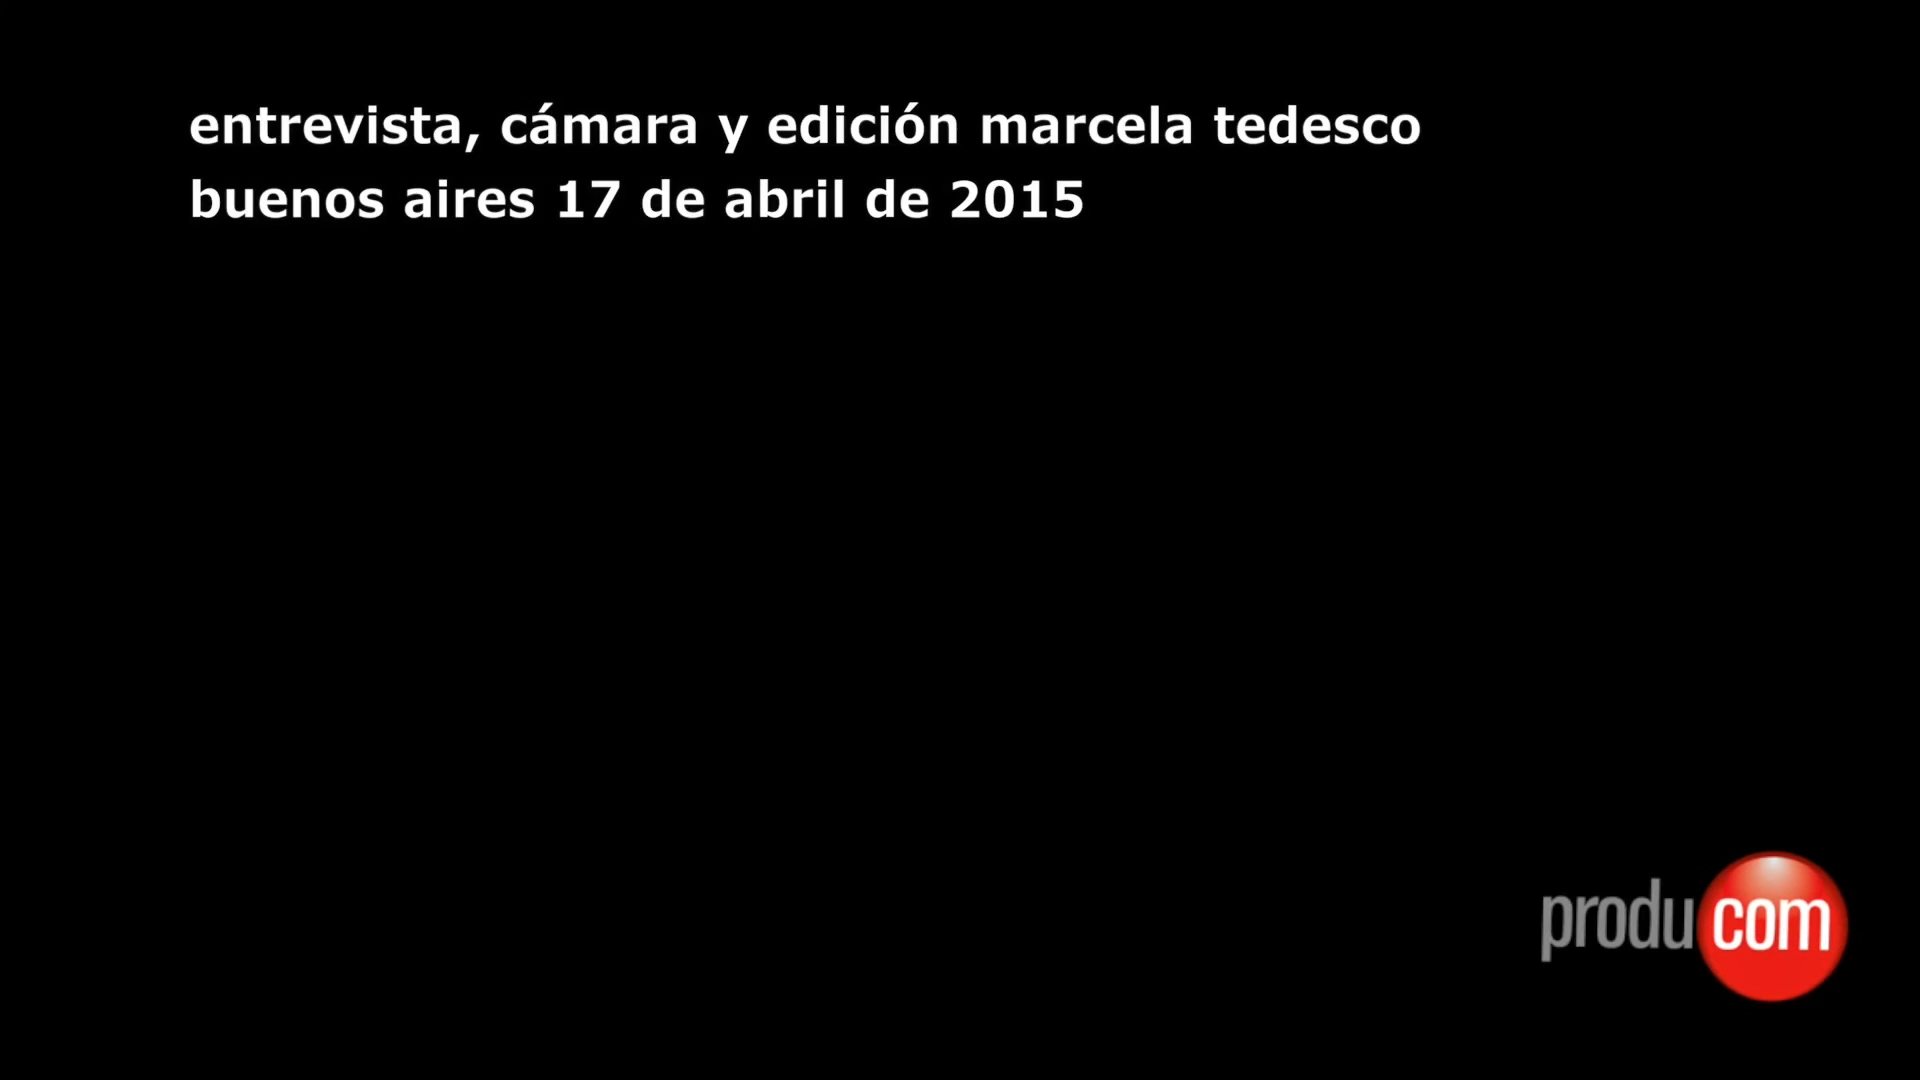 entrevista, cámara y edición marcela tedesco
buenos aires 17 de abril de 2015
produ com